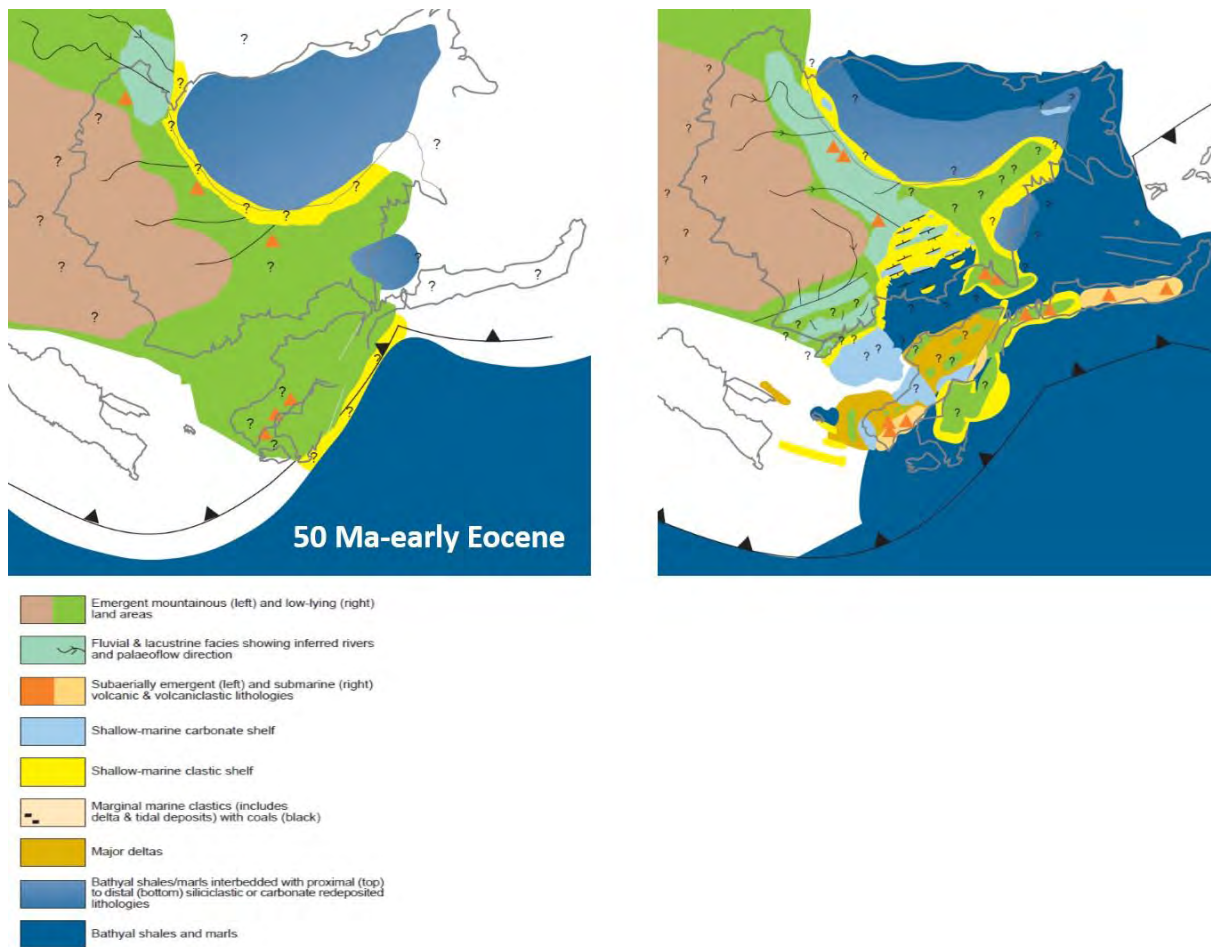 50 Ma-early Eocene
Emergent mountainous (left) and low-lying (right)
land areas
Fluvial & lacustrine facies showing inferred rivers
and palaeoflow direction
Subaerially emergent (left) and submarine (right)
volcanic & volcaniclastic lithologies
Shallow-marine carbonate shelf
Shallow-marine clastic shelf
Marginal marine clastics (includes
delta & tidal deposits) with coals (black)
Major deltas
Bathyal shales/marls interbedded with proximal (top)
to distal (bottom) siliciclastic or carbonate redeposited
lithologies
Bathyal shales and marls